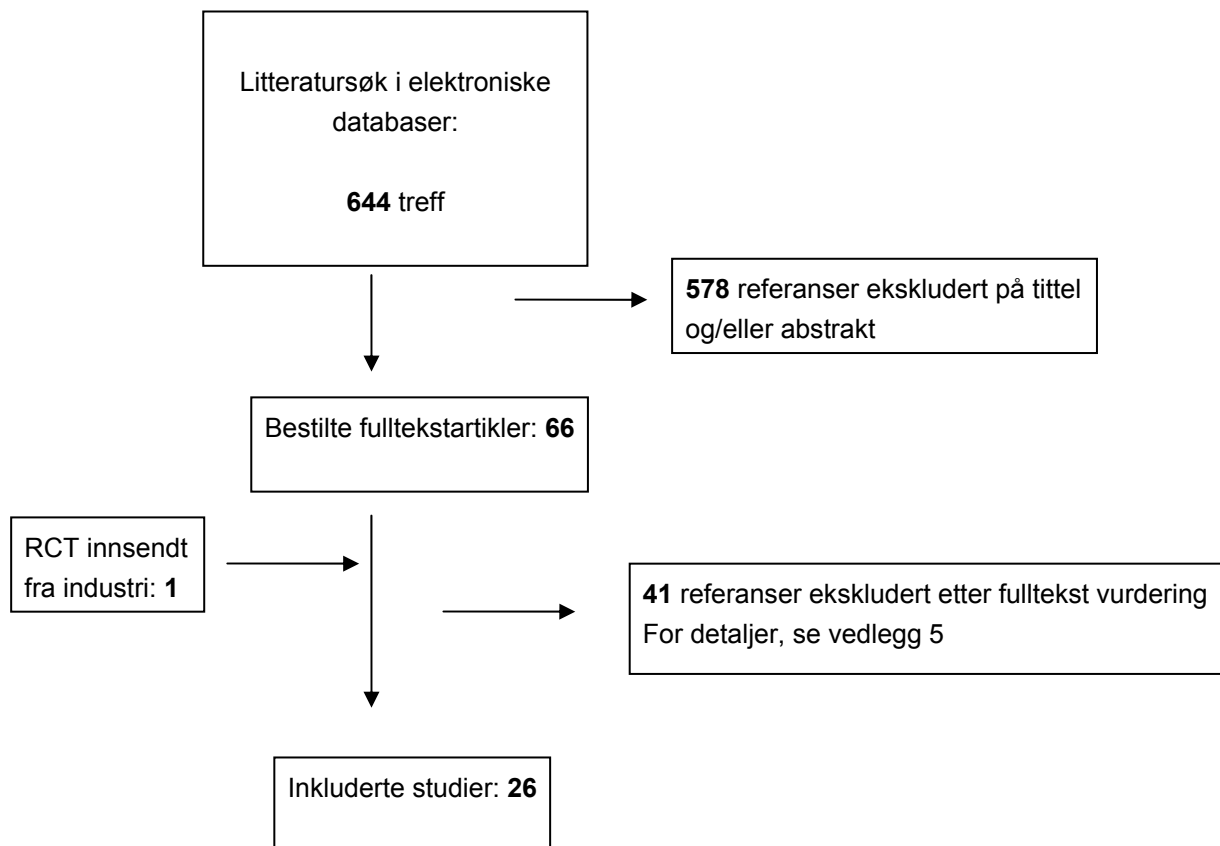 Litteratursøk i elektroniske
databaser:
644 treff
578 referanser ekskludert på tittel
og/eller abstrakt
Bestilte fulltekstartikler: 66
RCT innsendt
fra industri: 1
41 referanser ekskludert etter fulltekst vurdering
For detaljer, se vedlegg 5
Inkluderte studier: 26